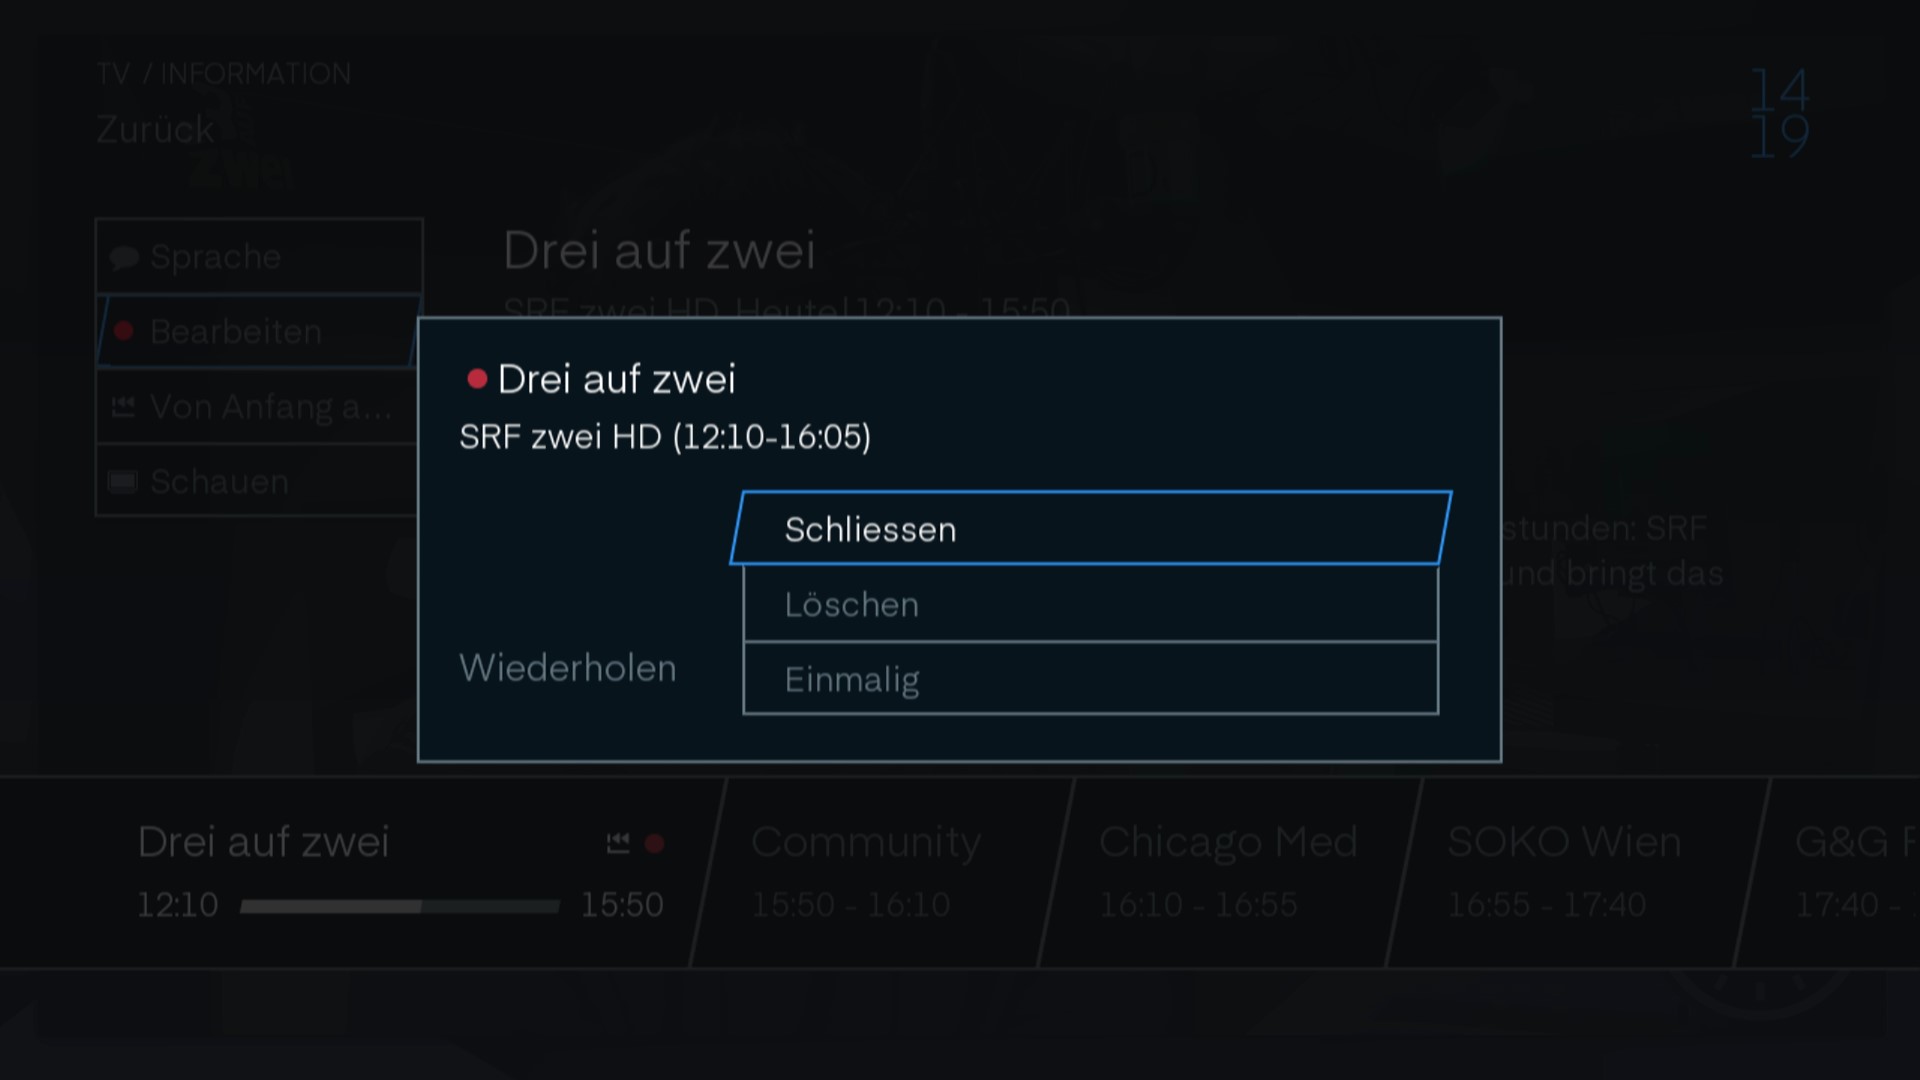 TV / INFORMATION
Zurück
zwei
14
19
Sprache
Bearbeiten
Von Anfang a...
Schauen
Drei auf zwei
SRF zwei HD, Heute | 12:10 - 15:50
Drei auf zwei
SRF zwei HD (12:10-16:05)
Schliessen
Löschen
Wiederholen
Einmalig
stunden: SRF
und bringt das
Drei auf zwei
12:10
15:50
Community
15:50 - 16:10
Chicago Med
16:10 - 16:55
SOKO Wien
16:55 - 17:40
G&G
17:40 -